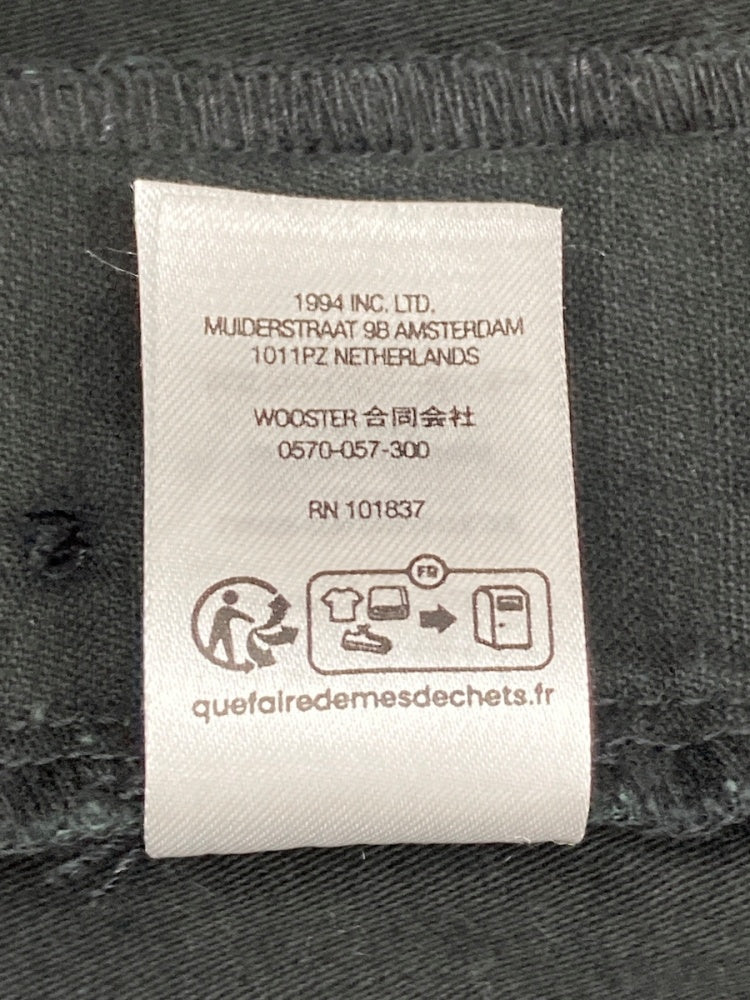 1994 INC. LTD.
MUIDERSTRAAT 9B AMSTERDAM
1011PZ NETHERLANDS
WOOSTER 合同会社
0570-057-300
RN 101837
FR
quefairedemesdechets.fr